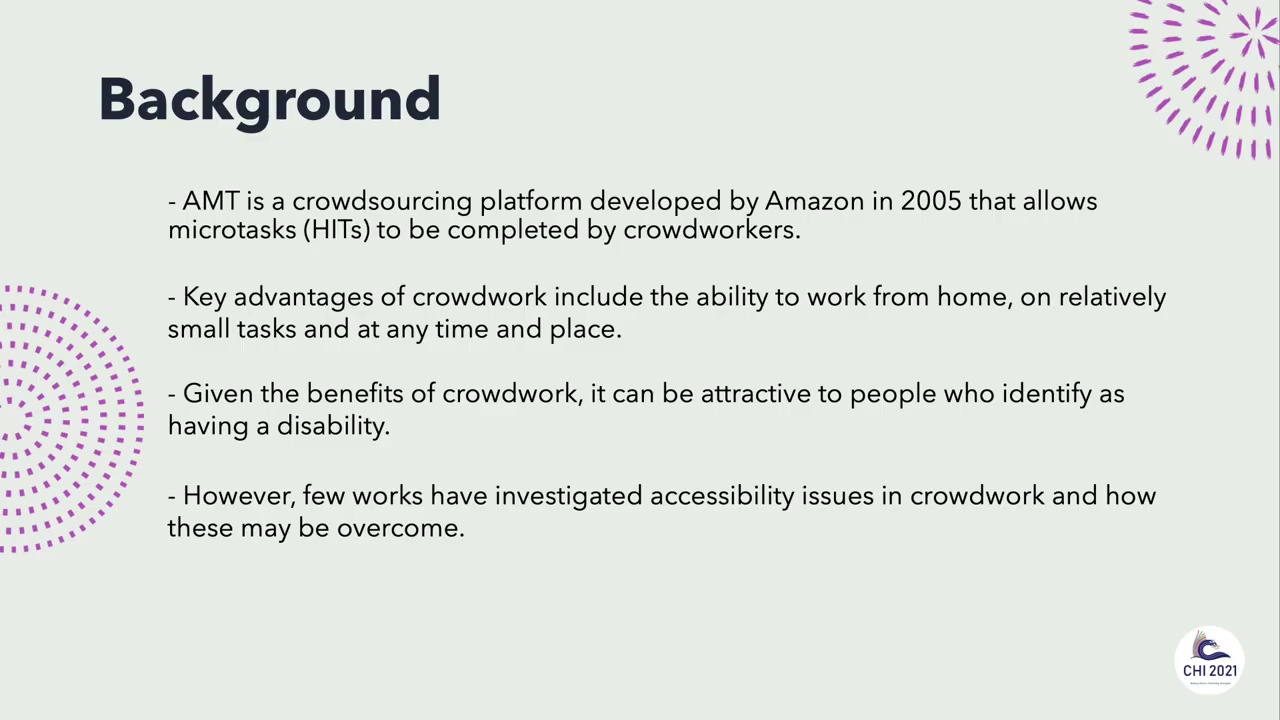 Background
- AMT is a crowdsourcing platform developed by Amazon in 2005 that allows
microtasks (HITs) to be completed by crowdworkers.
- Key advantages of crowdwork include the ability to work from home, on relatively
small tasks and at any time and place.
- Given the benefits of crowdwork, it can be attractive to people who identify as
having a disability.
- However, few works have investigated accessibility issues in crowdwork and how
these may be overcome.
CHI 2021